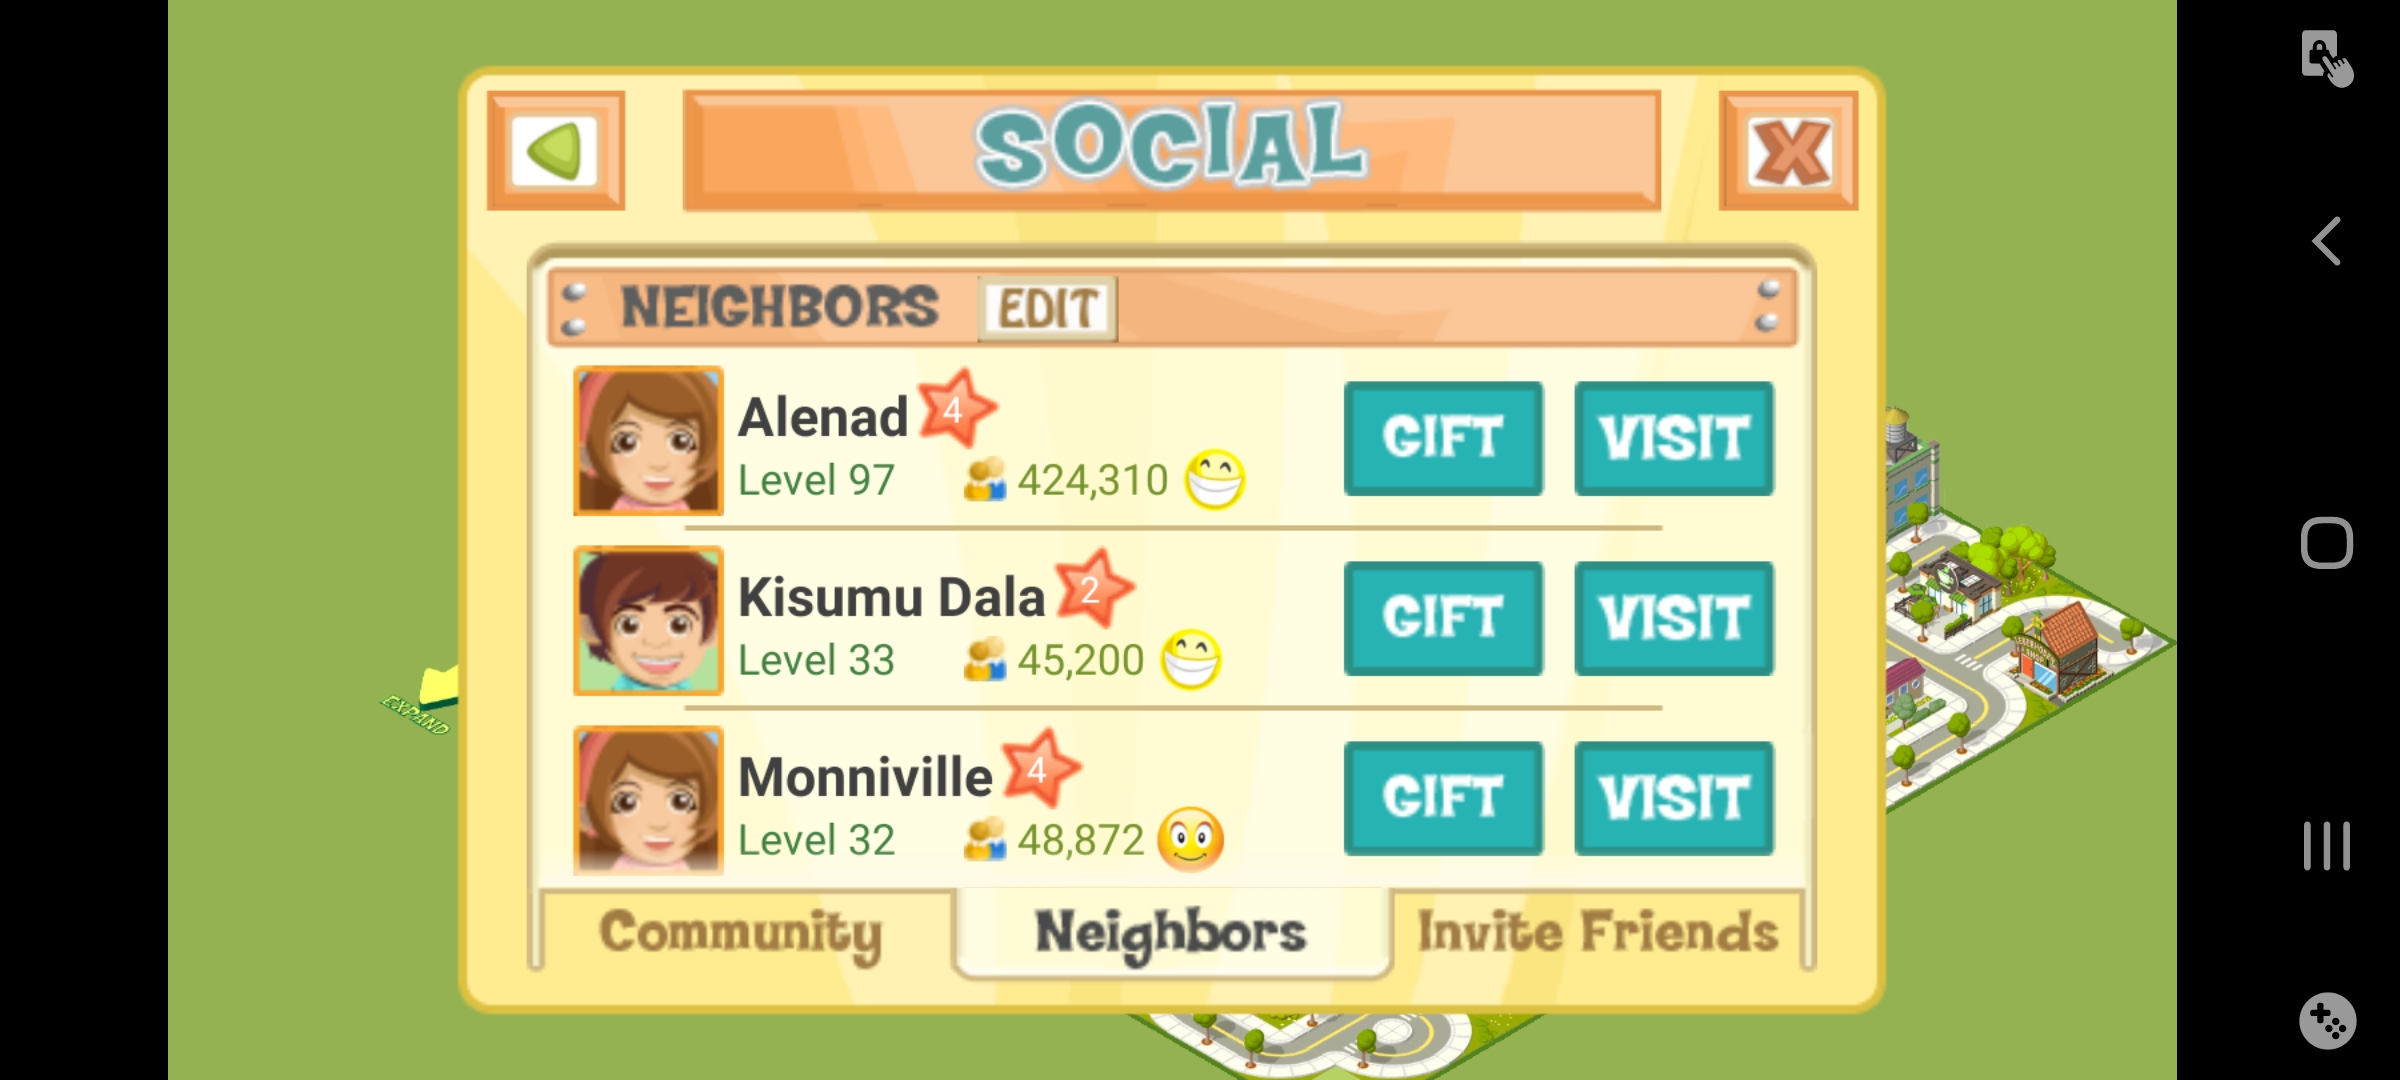 SOCIAL
NEIGHBORS EDIT
Alenad 4
Level 97 424,310
GIFT VISIT
Kisumu Dala 2
Level 33 45,200
GIFT VISIT
Monniville 4
Level 32 48,872
GIFT VISIT
EXPAND
Community Neighbors Invite Friends